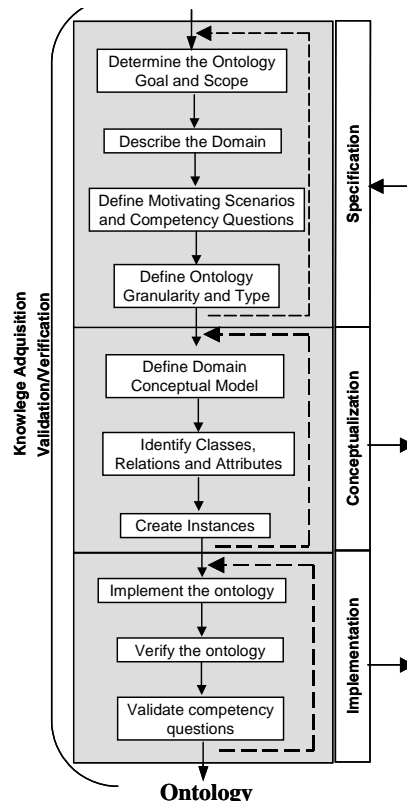 Determine the Ontology
Goal and Scope
Describe the Domain
Define Motivating Scenarios
and Competency Questions
Define Ontology
Granularity and Type
Specification
Define Domain
Conceptual Model
Identify Classes,
Relations and Attributes
Create Instances
Conceptualization
Implement the ontology
Verify the ontology
Validate competency
questions
Implementation
Knowlege Adquisition
Validation/Verification
Ontology